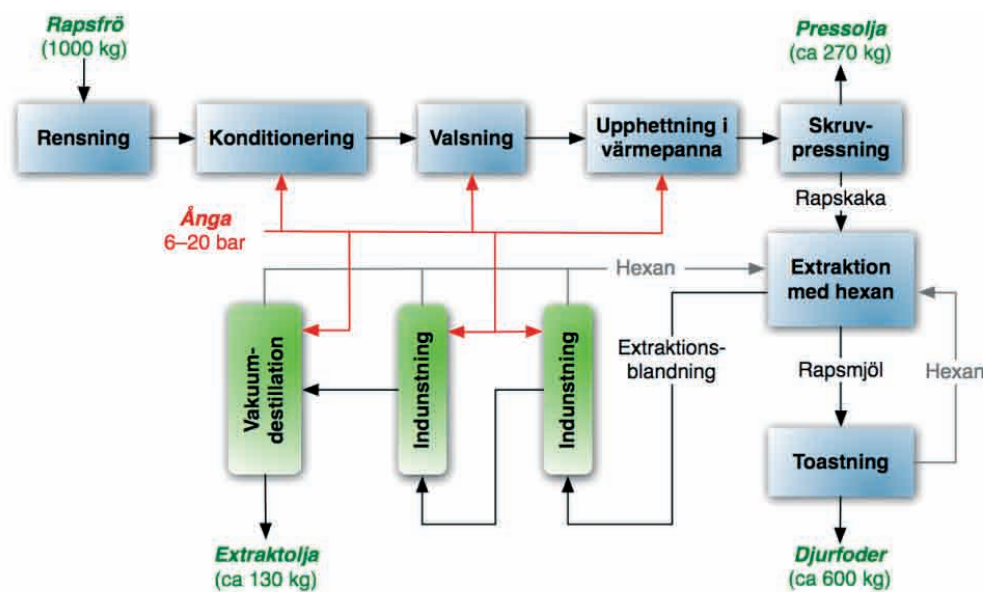 Rapsfrö
(1000 kg)
Pressolja
(ca 270 kg)
Rensning
Konditionering
Valsning
Upphettning i
värmepanna
Skruv-
pressning
Rapskaka
Ånga
6–20 bar
Hexan
Extraktion
med hexan
Vakuum-
destillation
Indunstning
Indunstning
Extraktions-
blandning
Rapsmjöl
Hexan
Toastning
Extraktolja
(ca 130 kg)
Djurfoder
(ca 600 kg)